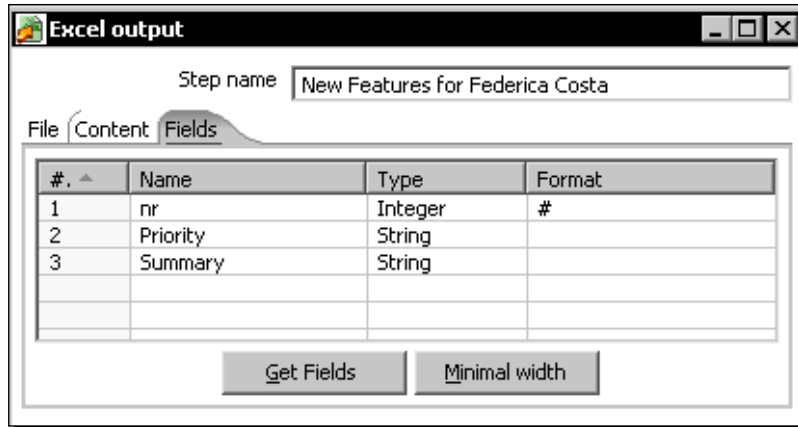 Excel output
Step name New Features for Federica Costa
File Content Fields
#. Name Type Format
1 nr Integer #
2 Priority String
3 Summary String
Get Fields Minimal width